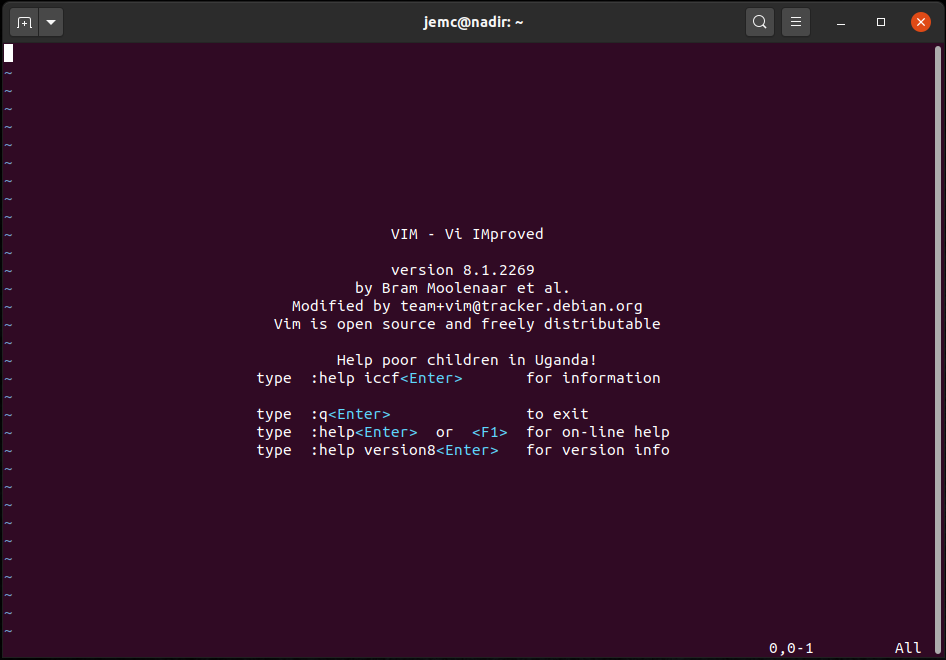 jemc@nadir: ~
~
~
~
~
~
~
~
~
~
~ VIM - Vi IMproved
~
~ version 8.1.2269
~ by Bram Moolenaar et al.
~ Modified by team+vim@tracker.debian.org
~ Vim is open source and freely distributable
~
~ Help poor children in Uganda!
~ type :help iccf<Enter> for information
~
~ type :q<Enter> to exit
~ type :help<Enter> or <F1> for on-line help
~ type :help version8<Enter> for version info
~
~
~
~
~
~
~
~
~
~
0,0-1 All